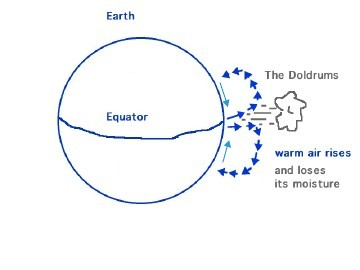 Earth
The Doldrums
Equator
warm air rises
and loses
its moisture